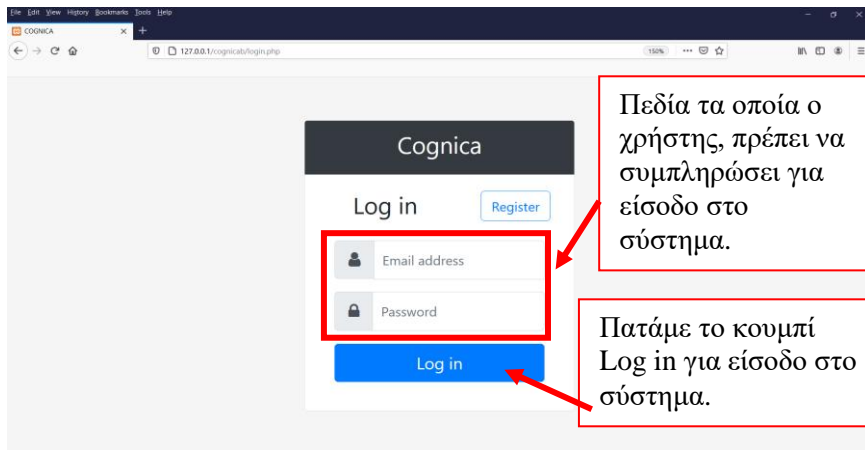 File Edit View History Bookmarks Tools Help
COGNICA × +
127.0.0.1/cognicab/login.php 150%
Cognica
Log in Register
Email address
Password
Log in
Πεδία τα οποία ο
χρήστης, πρέπει να
συμπληρώσει για
είσοδο στο
σύστημα.
Πατάμε το κουμπί
Log in για είσοδο στο
σύστημα.